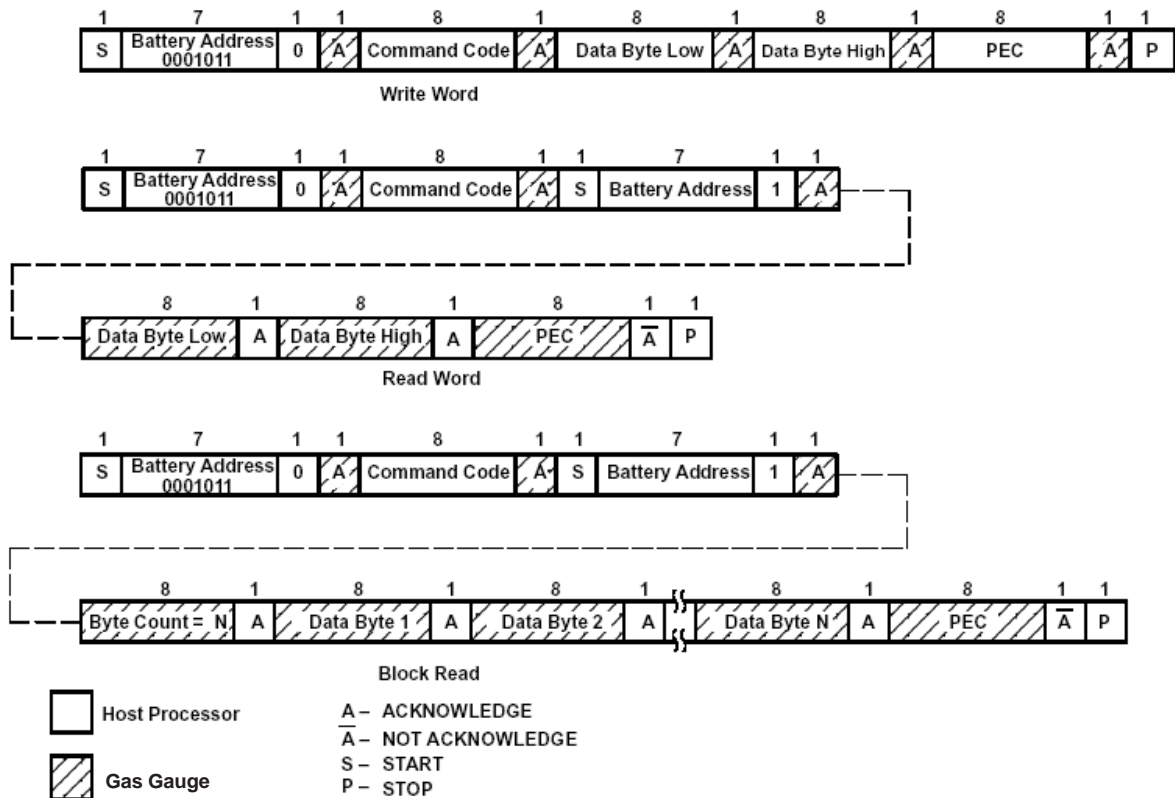 1 7 1 1 8 1 8 1 8 1 8 1 1
S Battery Address 0001011 0 A Command Code A Data Byte Low A Data Byte High A PEC A P
Write Word
1 7 1 1 8 1 1 7 1 1
S Battery Address 0001011 0 A Command Code A S Battery Address 1 A
8 1 8 1 8 1 1
Data Byte Low A Data Byte High A PEC A̅ P
Read Word
1 7 1 1 8 1 1 7 1 1
S Battery Address 0001011 0 A Command Code A S Battery Address 1 A
8 1 8 1 8 1 8 1 8 1 1
Byte Count = N A Data Byte 1 A Data Byte 2 A Data Byte N A PEC A̅ P
Block Read
Host Processor
Gas Gauge
A – ACKNOWLEDGE
A̅ – NOT ACKNOWLEDGE
S – START
P – STOP